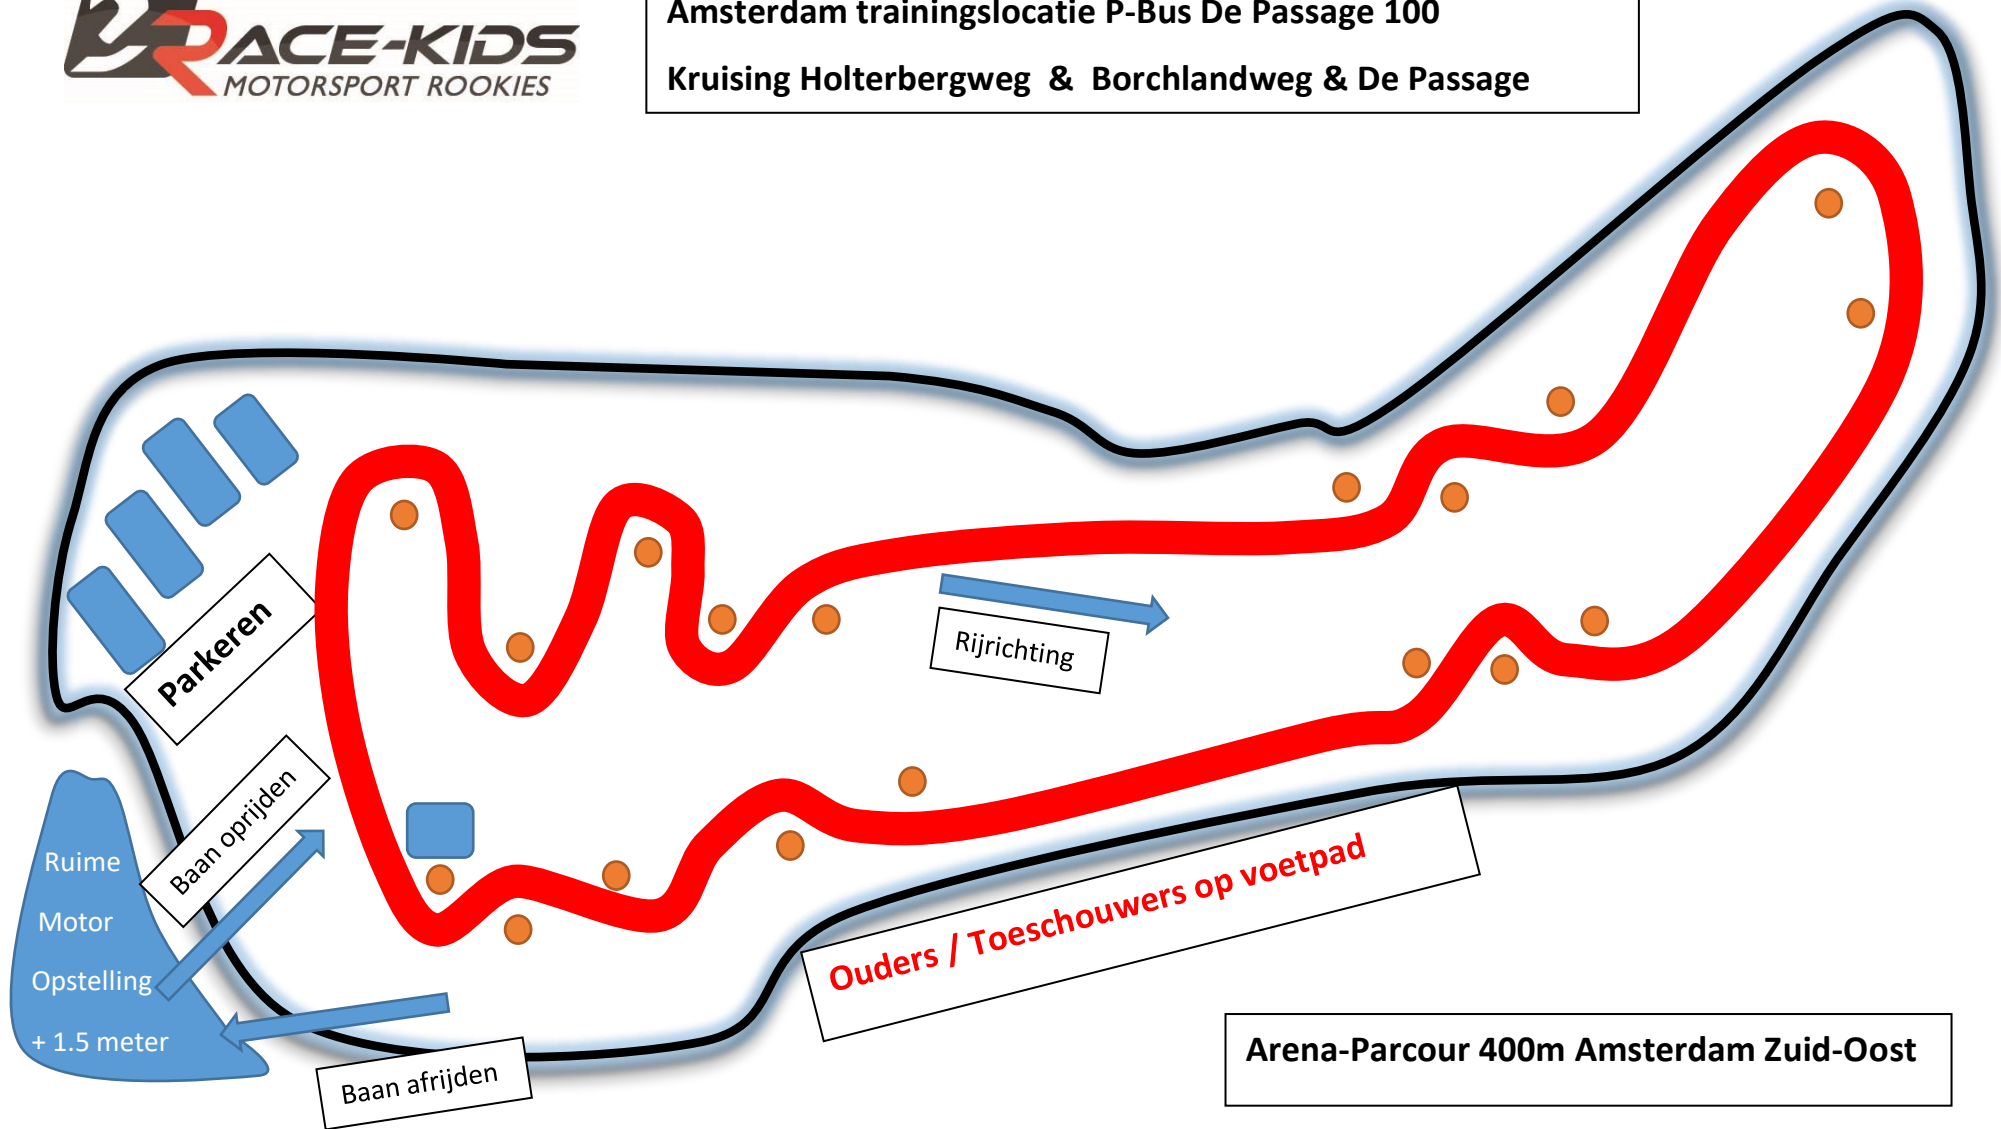 RACE-KIDS
MOTORSPORT ROOKIES
Amsterdam trainingslocatie P-Bus De Passage 100
Kruising Holterbergweg & Borchlandweg & De Passage
Parkeren
Rijrichting
Baan oprijden
Ruime
Motor
Opstelling
+ 1.5 meter
Ouders / Toeschouwers op voetpad
Baan afrijden
Arena-Parcour 400m Amsterdam Zuid-Oost